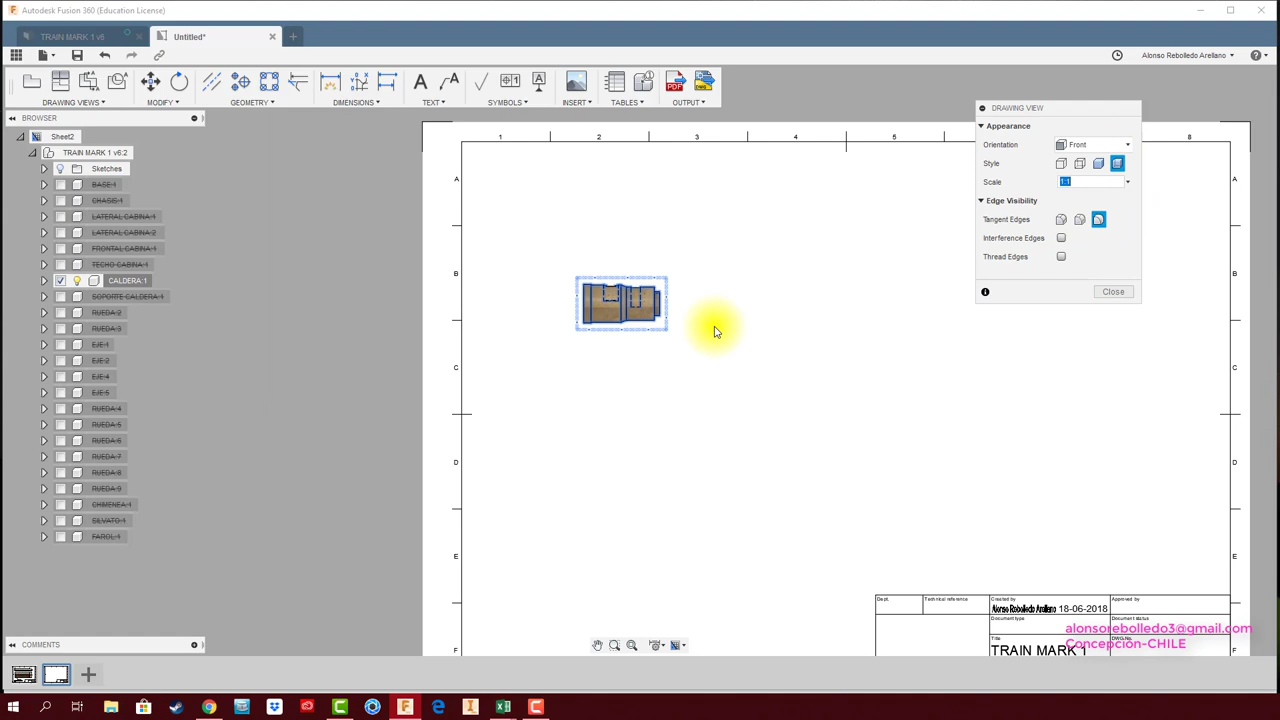 Autodesk Fusion 360 (Education License)
TRAIN MARK 1 v6
Untitled*
Alonso Rebolledo Arellano
DRAWING VIEWS
MODIFY
GEOMETRY
DIMENSIONS
TEXT
SYMBOLS
INSERT
TABLES
OUTPUT
PDF
BROWSER
Sheet2
TRAIN MARK 1 v6:2
Sketches
BASE:1
CHASIS:1
LATERAL CABINA:1
LATERAL CABINA:2
FRONTAL CABINA:1
TECHO CABINA:1
CALDERA:1
SOPORTE CALDERA:1
RUEDA:2
RUEDA:3
EJE:1
EJE:2
EJE:4
EJE:5
RUEDA:4
RUEDA:5
RUEDA:6
RUEDA:7
RUEDA:8
RUEDA:9
CHIMENEA:1
SILVATO:1
FAROL:1
COMMENTS
1 2 3 4 5 8
A A
B B
C C
D D
E E
F F
DRAWING VIEW
Appearance
Orientation Front
Style
Scale 1:1
Edge Visibility
Tangent Edges
Interference Edges
Thread Edges
Close
Dept. Technical reference Created by Approved by
Alonso Rebolledo Arellano 18-06-2018
Document type Document status
Title DWG No.
TRAIN MARK 1
alonsorebolledo3@gmail.com
Concepción-CHILE